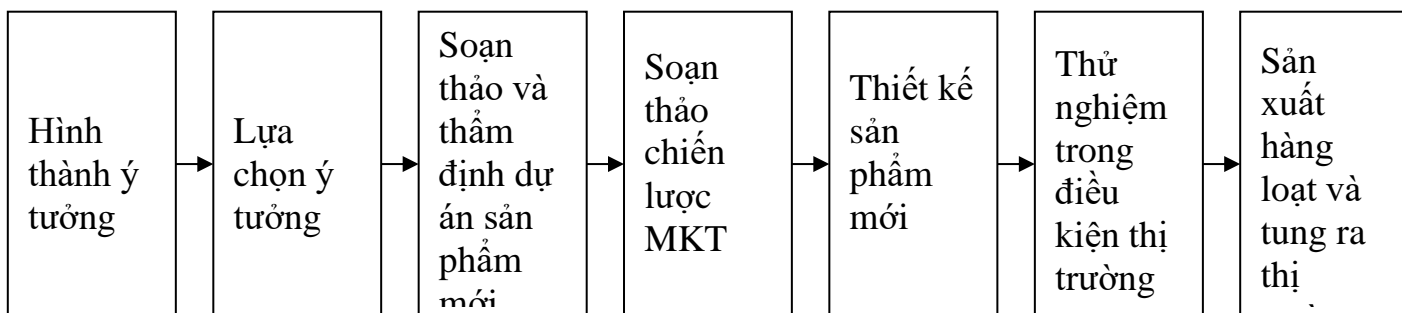 Hình
thành ý
tưởng
Lựa
chọn ý
tưởng
Soạn
thảo và
thẩm
định dự
án sản
phẩm
mới
Soạn
thảo
chiến
lược
MKT
Thiết kế
sản
phẩm
mới
Thử
nghiệm
trong
điều
kiện thị
trường
Sản
xuất
hàng
loạt và
tung ra
thị